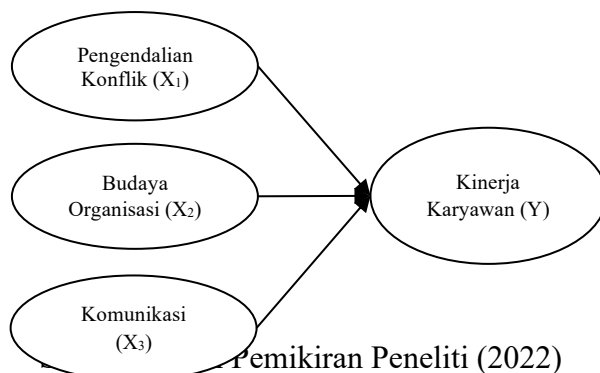 Pengendalian
Konflik (X₁)
Budaya
Organisasi (X₂)
Kinerja
Karyawan (Y)
Komunikasi
(X₃)
Pemikiran Peneliti (2022)